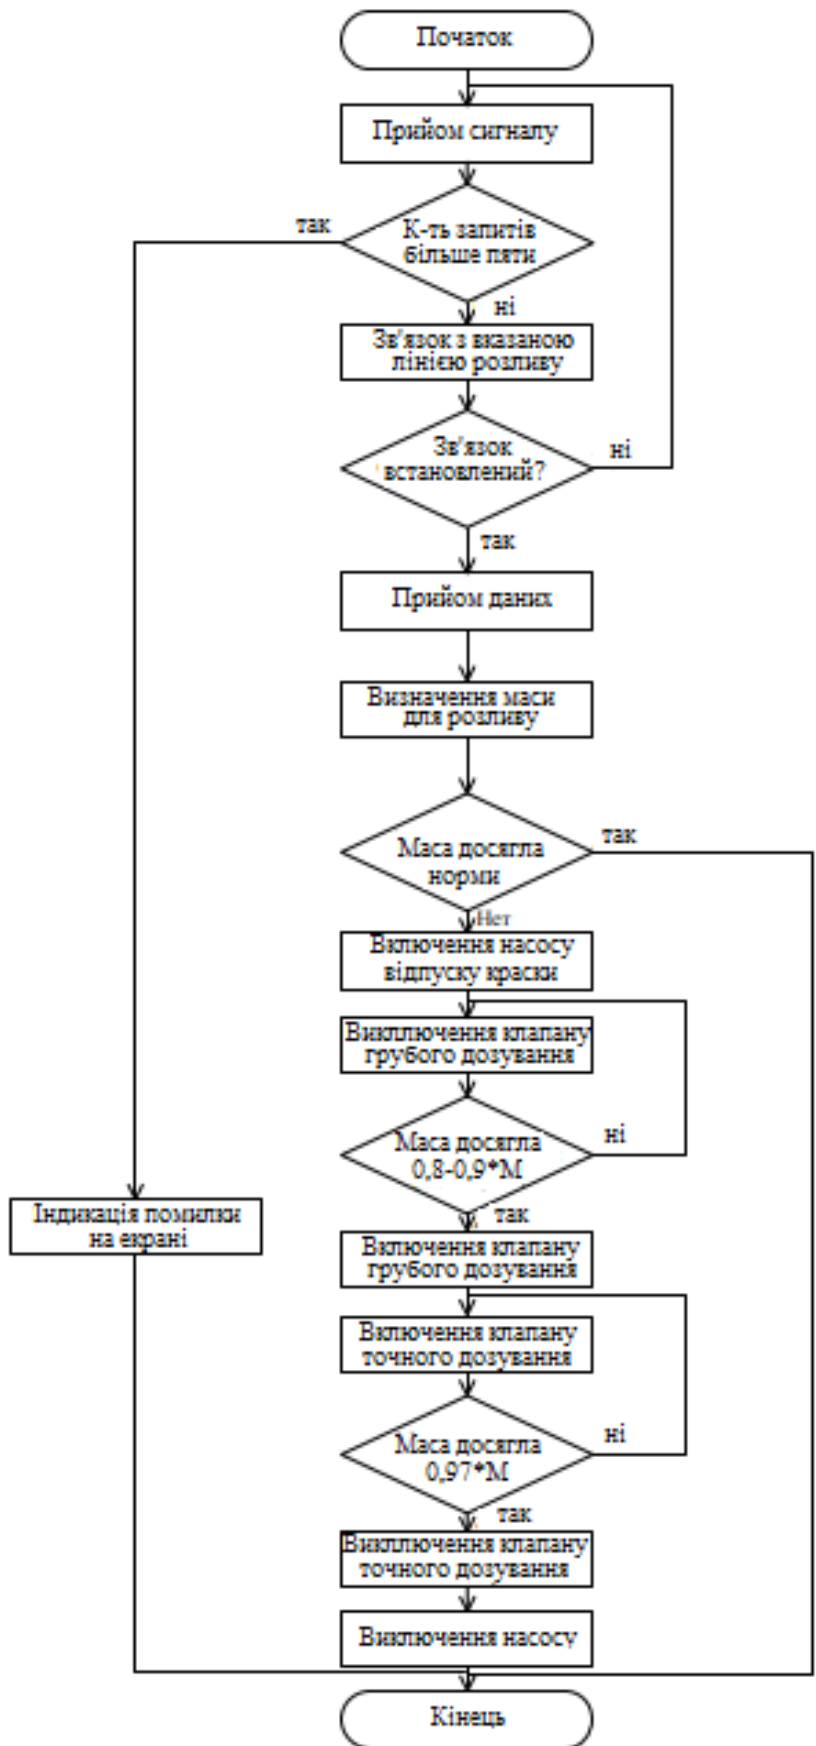 Початок
Прийом сигналу
так
К-ть запитів
більше пяти
ні
Зв'язок з вказаною
лінією розливу
Зв'язок
встановлений?
ні
так
Прийом даних
Визначення маси
для розливу
Маса досягла
норми
так
Нет
Включення насосу
відпуску краски
Викллючення клапану
грубого дозування
Маса досягла
0,8-0,9*М
ні
так
Індикація помилки
на екрані
Включення клапану
грубого дозування
Включення клапану
точного дозування
Маса досягла
0,97*М
ні
так
Викллючення клапану
точного дозування
Виключення насосу
Кінець